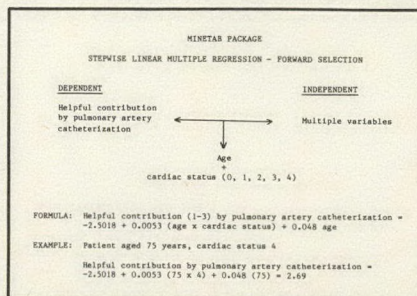 MINETAB PACKAGE
STEPWISE LINEAR MULTIPLE REGRESSION - FORWARD SELECTION
DEPENDENT
INDEPENDENT
Helpful contribution
by pulmonary artery
catheterization
Multiple variables
Age
+
cardiac status (0, 1, 2, 3, 4)
FORMULA: Helpful contribution (1-3) by pulmonary artery catheterization =
-2.5018 + 0.0053 (age x cardiac status) + 0.048 age
EXAMPLE: Patient aged 75 years, cardiac status 4
Helpful contribution by pulmonary artery catheterization =
-2.5018 + 0.0053 (75 x 4) + 0.048 (75) = 2.69